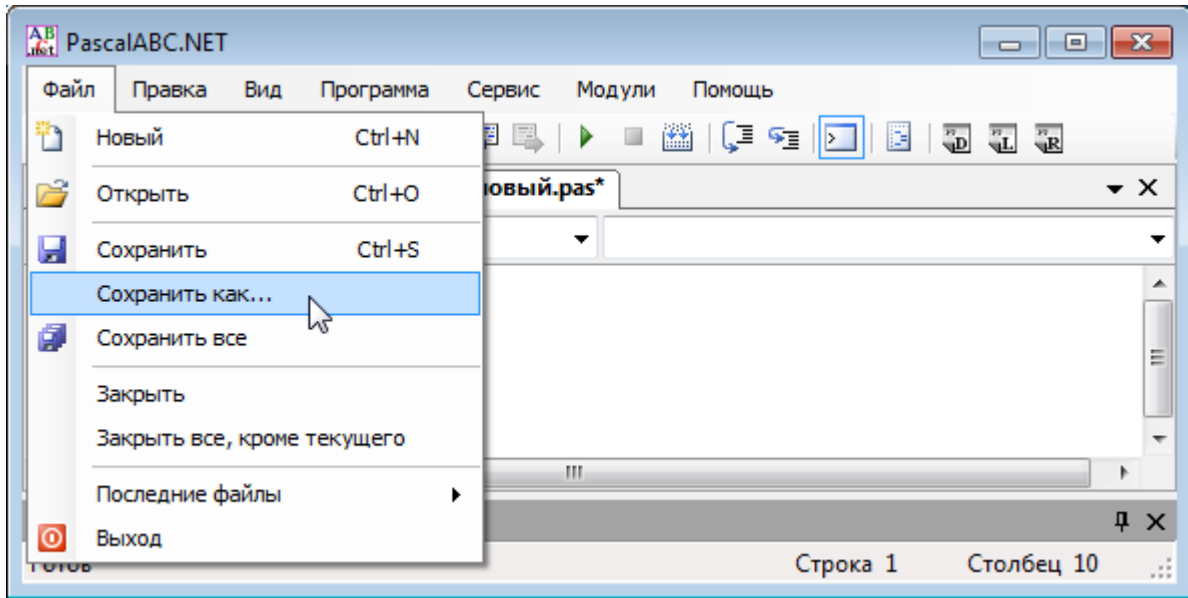 PascalABC.NET
Файл Правка Вид Программа Сервис Модули Помощь
Новый Ctrl+N
Открыть Ctrl+O
овый.pas*
Сохранить Ctrl+S
Сохранить как...
Сохранить все
Закрыть
Закрыть все, кроме текущего
Последние файлы
Выход
Готов Строка 1 Столбец 10